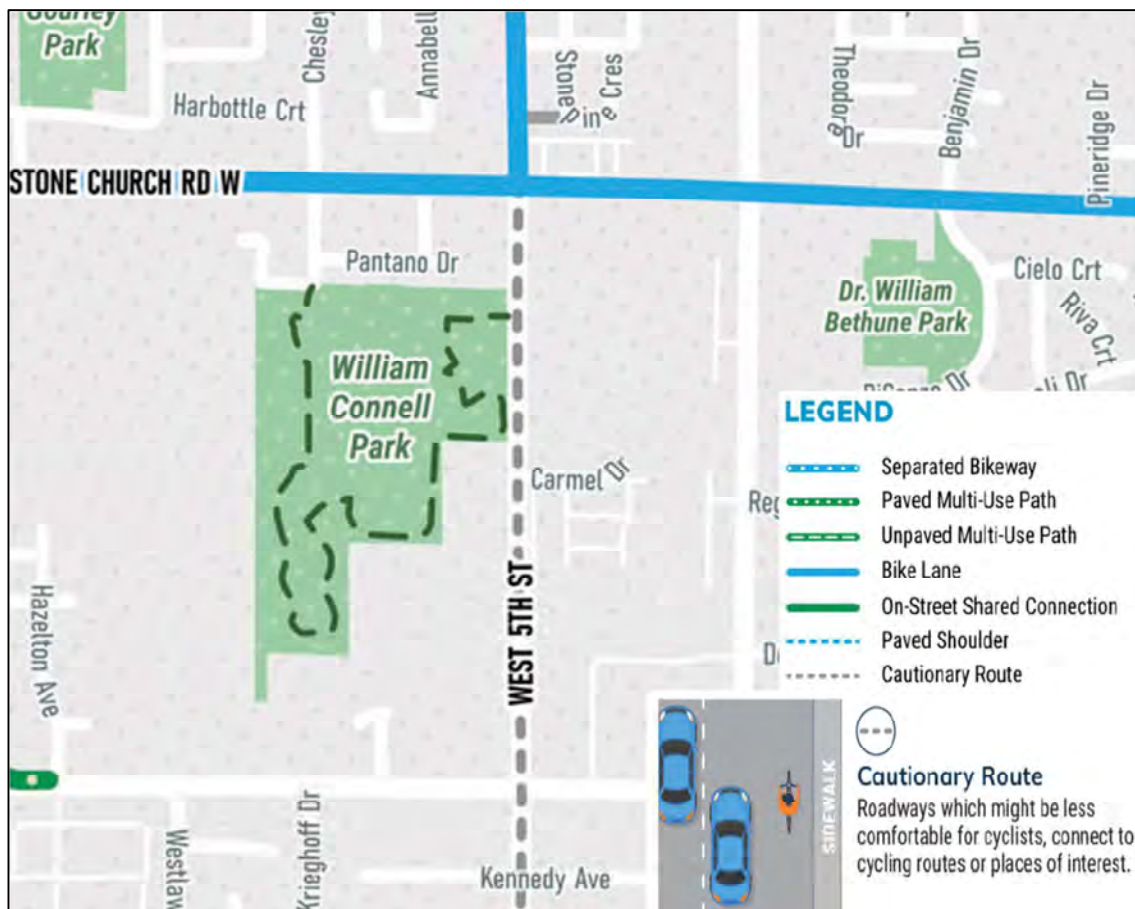 Gourley
Park
Chesley
Annabell
Stone Pine Cres
Theodore
Dr
Benjamin Dr
Pineridge Dr
Harbottle Crt
STONE CHURCH RD W
Pantano Dr
Cielo Crt
Riva Crt
Dr. William
Bethune Park
William
Connell
Park
Carmel Dr
Reg
WEST 5TH ST
Hazelton Ave
Krieghoff Dr
Westlaw
Kennedy Ave
LEGEND
Separated Bikeway
Paved Multi-Use Path
Unpaved Multi-Use Path
Bike Lane
On-Street Shared Connection
Paved Shoulder
Cautionary Route
SIDEWALK
Cautionary Route
Roadways which might be less
comfortable for cyclists, connect to
cycling routes or places of interest.